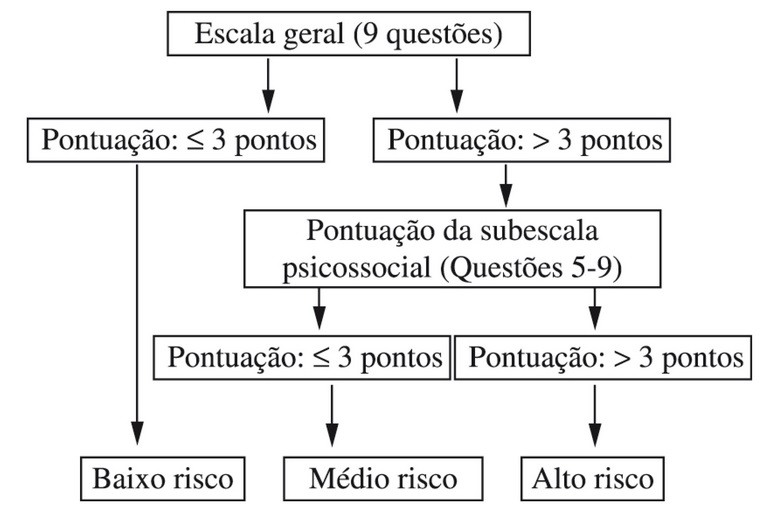 Escala geral (9 questões)
Pontuação: ≤ 3 pontos
Pontuação: > 3 pontos
Pontuação da subescala
psicossocial (Questões 5-9)
Pontuação: ≤ 3 pontos
Pontuação: > 3 pontos
Baixo risco
Médio risco
Alto risco